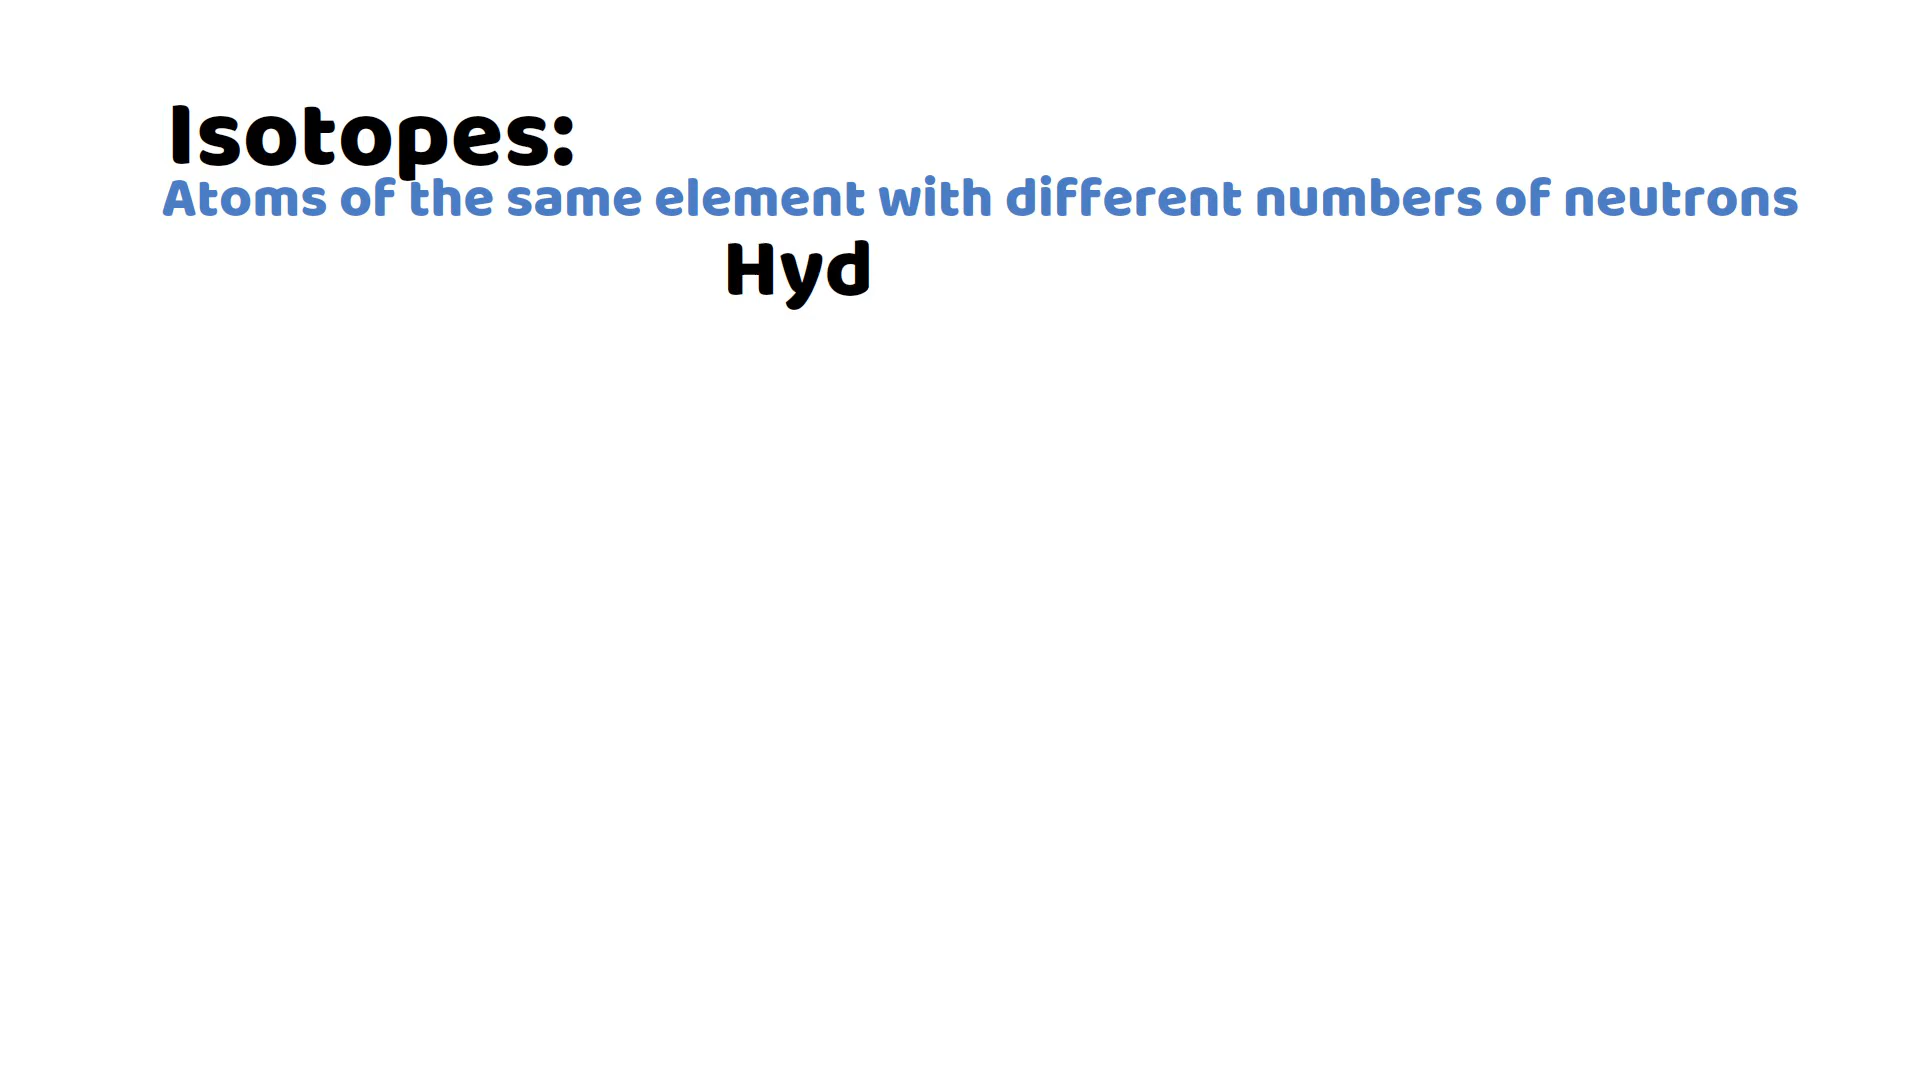 Isotopes:
Atoms of the same element with different numbers of neutrons
Hyd